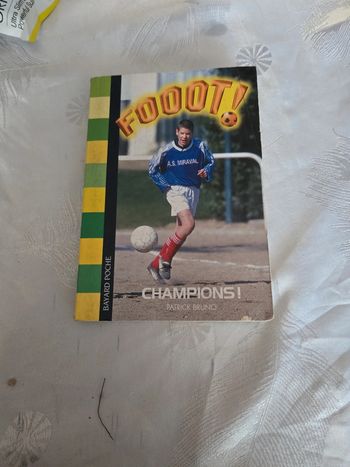 FOOOT!
A.S. MIRAVAL
CHAMPIONS!
PATRICK BRUNO
BAYARD POCHE